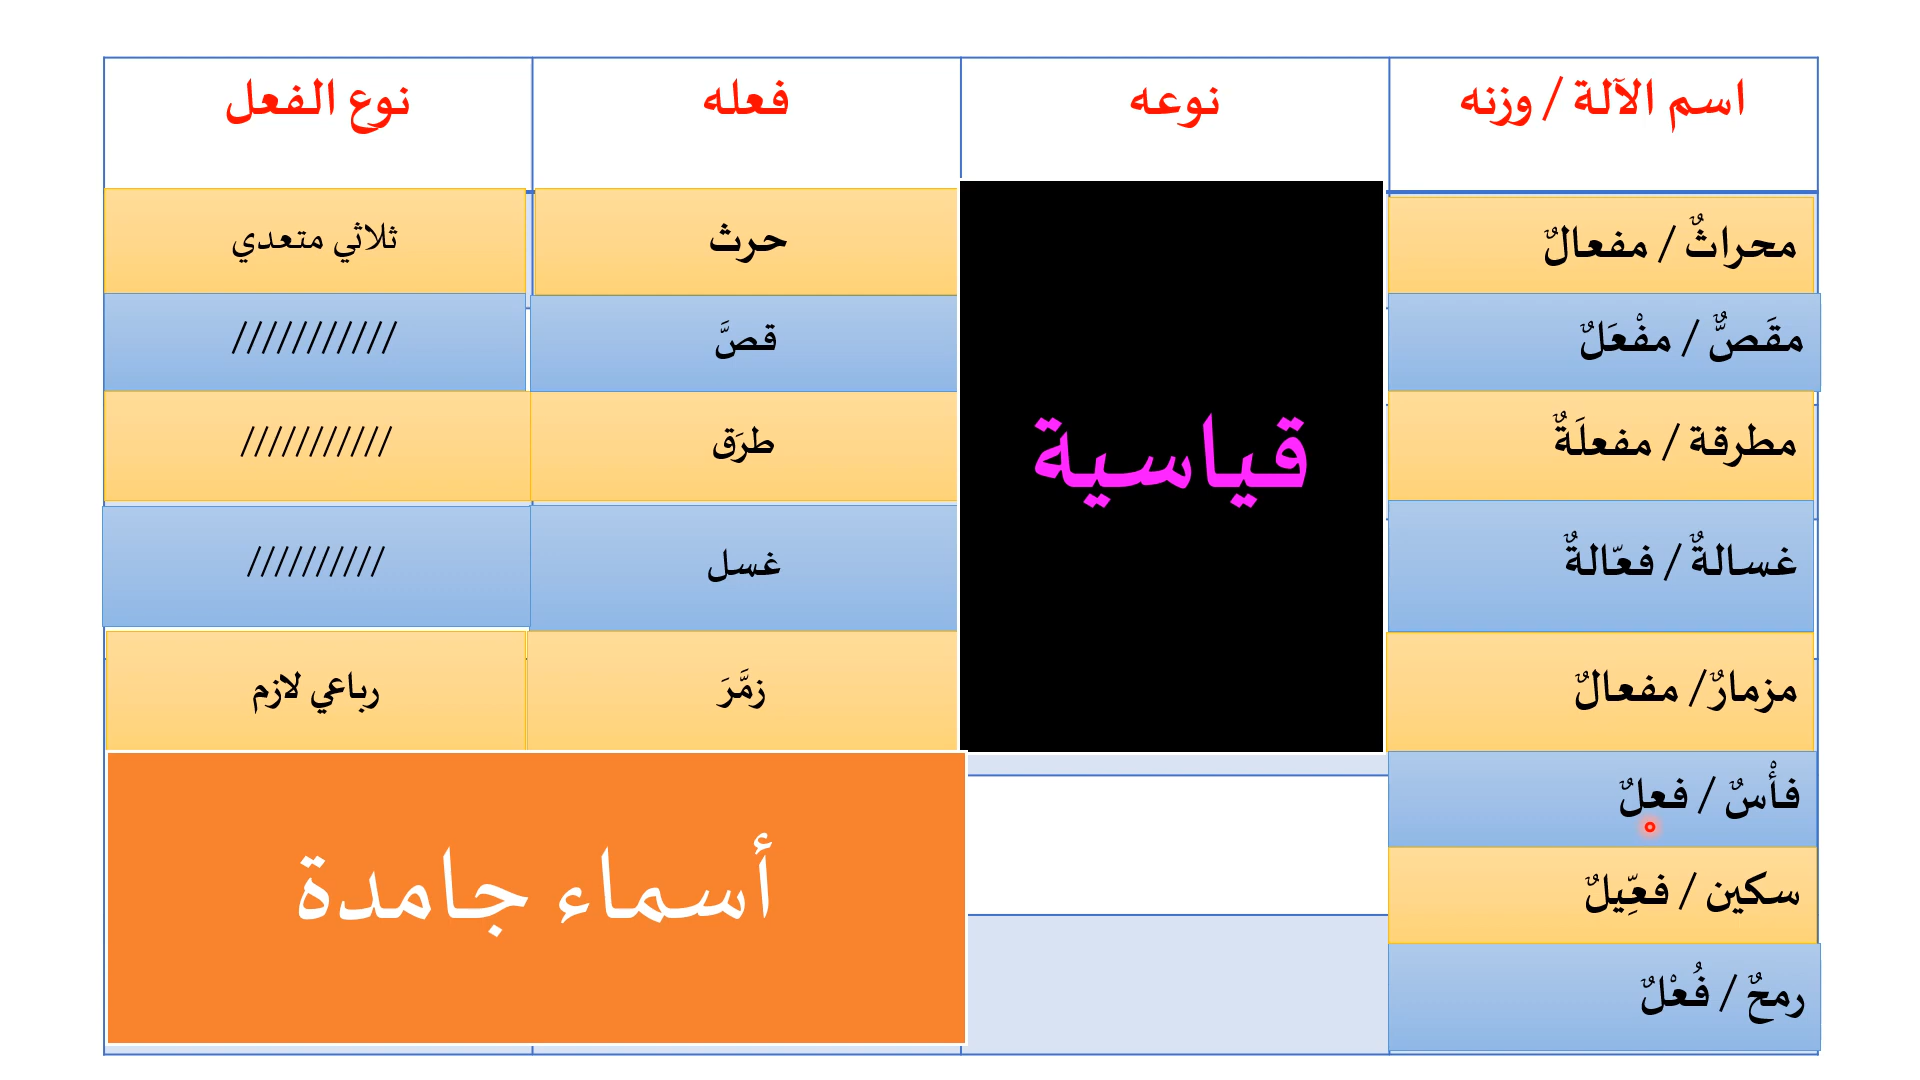 اسم الآلة / وزنه	نوعه	فعله	نوع الفعل
محراثٌ / مفعالٌ	حرث	ثلاثي متعدي
مقَصٌّ / مفْعَلٌ	قصَّ	///////////
مطرقة / مفعلَةٌ	قياسية	طرَق	///////////
غسالةٌ / فعّالةٌ	غسل	//////////
مزمارٌ/ مفعالٌ	زمَّرَ	رباعي لازم
فأْسٌ / فعلٌ
سكين / فعِّيلٌ	أسماء جامدة
رمحٌ / فُعْلٌ